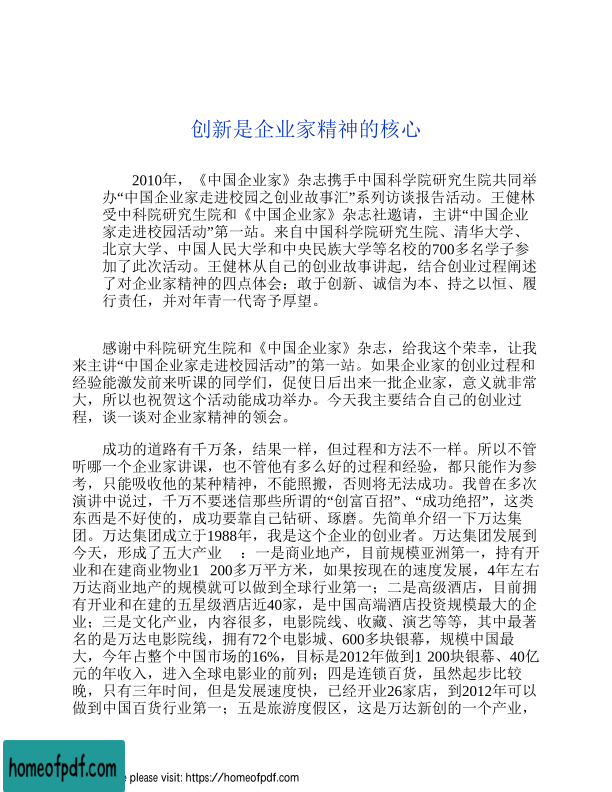 创新是企业家精神的核心
2010年，《中国企业家》杂志携手中国科学院研究生院共同举
办“中国企业家走进校园之创业故事汇”系列访谈报告活动。王健林
受中科院研究生院和《中国企业家》杂志社邀请，主讲“中国企业
家走进校园活动”第一站。来自中国科学院研究生院、清华大学、
北京大学、中国人民大学和中央民族大学等名校的700多名学子参
加了此次活动。王健林从自己的创业故事讲起，结合创业过程阐述
了对企业家精神的四点体会：敢于创新、诚信为本、持之以恒、履
行责任，并对年青一代寄予厚望。
感谢中科院研究生院和《中国企业家》杂志，给我这个荣幸，让我
来主讲“中国企业家走进校园活动”的第一站。如果企业家的创业过程和
经验能激发前来听课的同学们，促使日后出来一批企业家，意义就非常
大，所以也祝贺这个活动能成功举办。今天我主要结合自己的创业过
程，谈一谈对企业家精神的领会。
成功的道路有千万条，结果一样，但过程和方法不一样。所以不管
听哪一个企业家讲课，也不管他有多么好的过程和经验，都只能作为参
考，只能吸收他的某种精神，不能照搬，否则将无法成功。我曾在多次
演讲中说过，千万不要迷信那些所谓的“创富百招”、“成功绝招”，这类
东西是不好使的，成功要靠自己钻研、琢磨。先简单介绍一下万达集
团。万达集团成立于1988年，我是这个企业的创业者。万达集团发展到
今天，形成了五大产业 ：一是商业地产，目前规模亚洲第一，持有开
业和在建商业物业1 200多万平方米，如果按现在的速度发展，4年左右
万达商业地产的规模就可以做到全球行业第一；二是高级酒店，目前拥
有开业和在建的五星级酒店近40家，是中国高端酒店投资规模最大的企
业；三是文化产业，内容很多，电影院线、收藏、演艺等等，其中最著
名的是万达电影院线，拥有72个电影城、600多块银幕，规模中国最
大，今年占整个中国市场的16%，目标是2012年做到1 200块银幕、40亿
元的年收入，进入全球电影业的前列；四是连锁百货，虽然起步比较
晚，只有三年时间，但是发展速度快，已经开业26家店，到2012年可以
做到中国百货行业第一；五是旅游度假区，这是万达新创的一个产业，
homeofpdf.com
please visit: https://homeofpdf.com